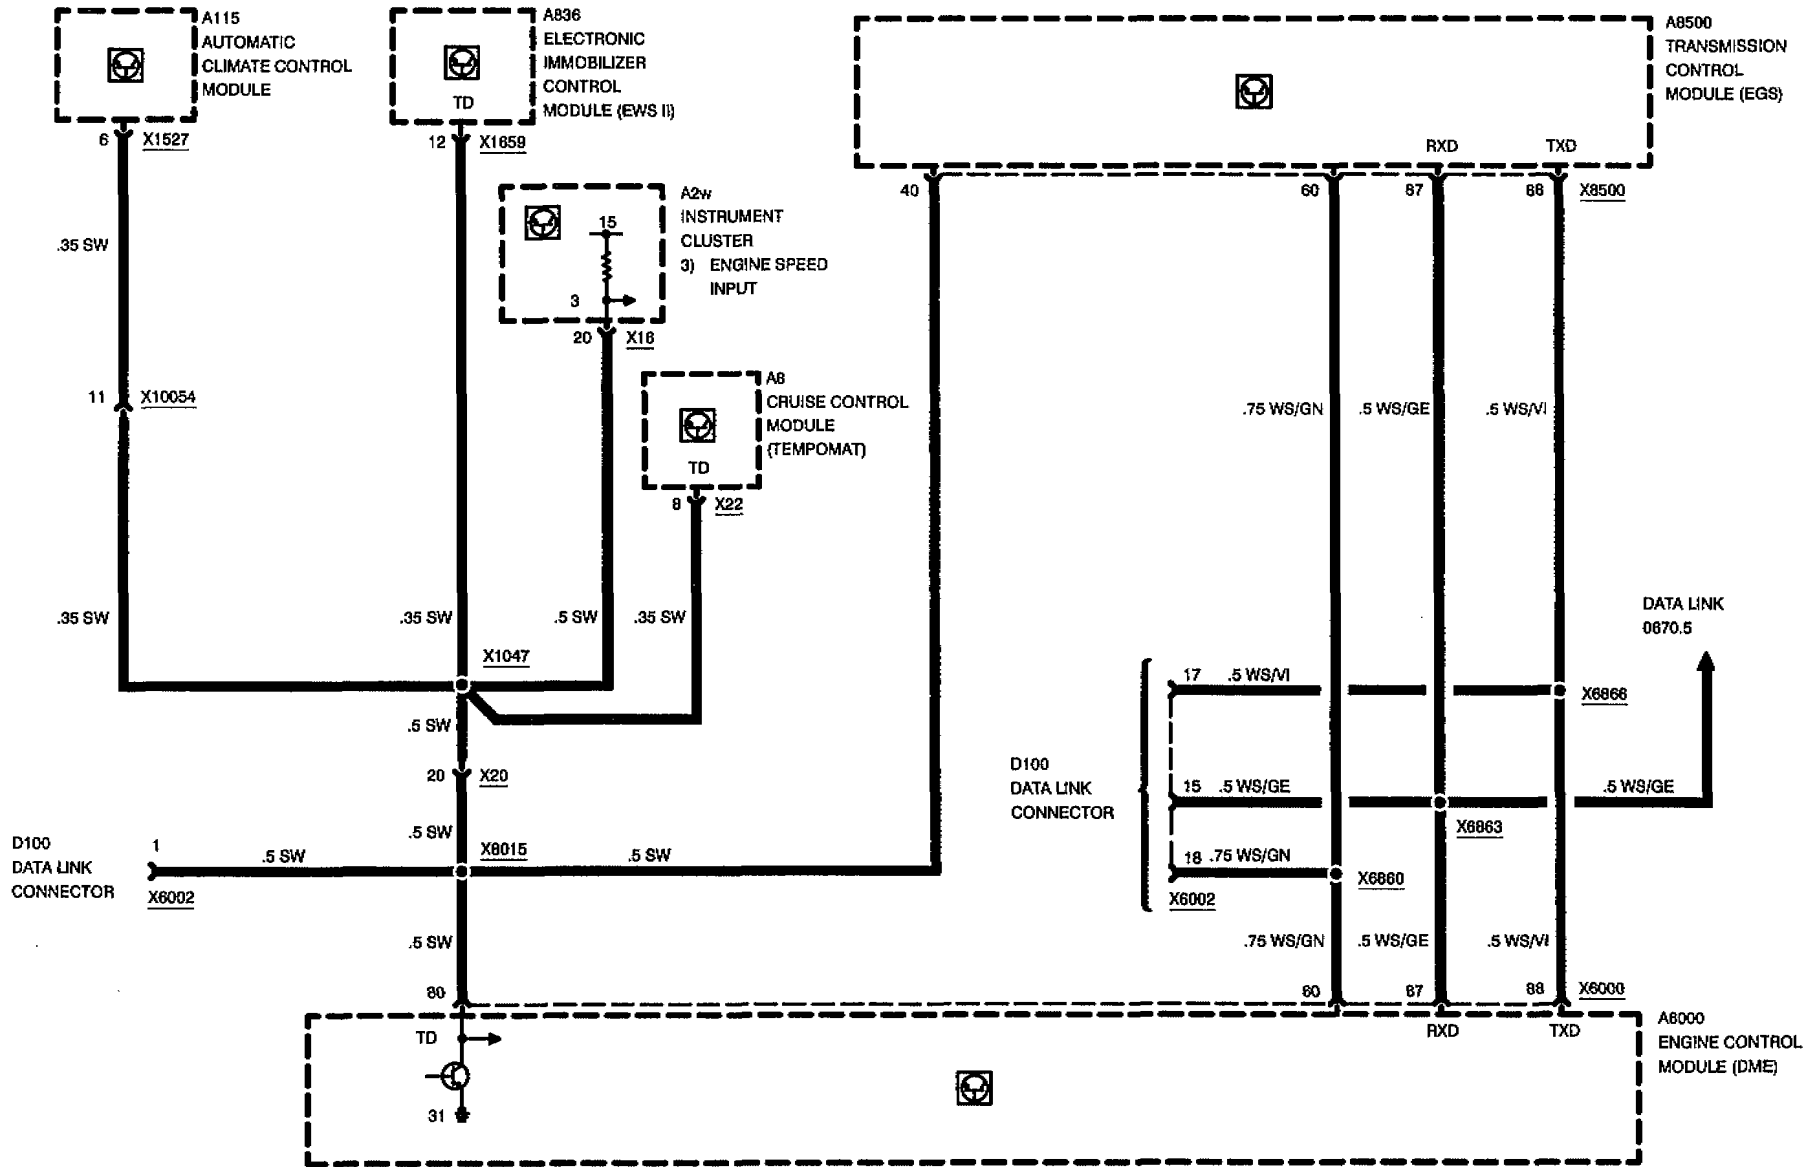 A115
AUTOMATIC
CLIMATE CONTROL
MODULE
6 X1527
.35 SW
11 X10054
.35 SW
A836
ELECTRONIC
IMMOBILIZER
CONTROL
MODULE (EWS II)
TD
12 X1659
.35 SW
A2w
INSTRUMENT
CLUSTER
3) ENGINE SPEED
INPUT
15
3
20 X16
.5 SW
A8
CRUISE CONTROL
MODULE
(TEMPOMAT)
TD
8 X22
.35 SW
X1047
.5 SW
20 X20
.5 SW
X8015
D100
DATA LINK
CONNECTOR
1
.5 SW
X6002
.5 SW
.5 SW
80
A8500
TRANSMISSION
CONTROL
MODULE (EGS)
RXD TXD
40 60 87 88 X8500
.75 WS/GN .5 WS/GE .5 WS/VI
DATA LINK
0670.5
D100
DATA LINK
CONNECTOR
17 .5 WS/VI
X6866
15 .5 WS/GE
.5 WS/GE
X6863
18 .75 WS/GN
X6860
X6002
.75 WS/GN .5 WS/GE .5 WS/VI
60 87 88 X6000
RXD TXD
A6000
ENGINE CONTROL
MODULE (DME)
TD
31